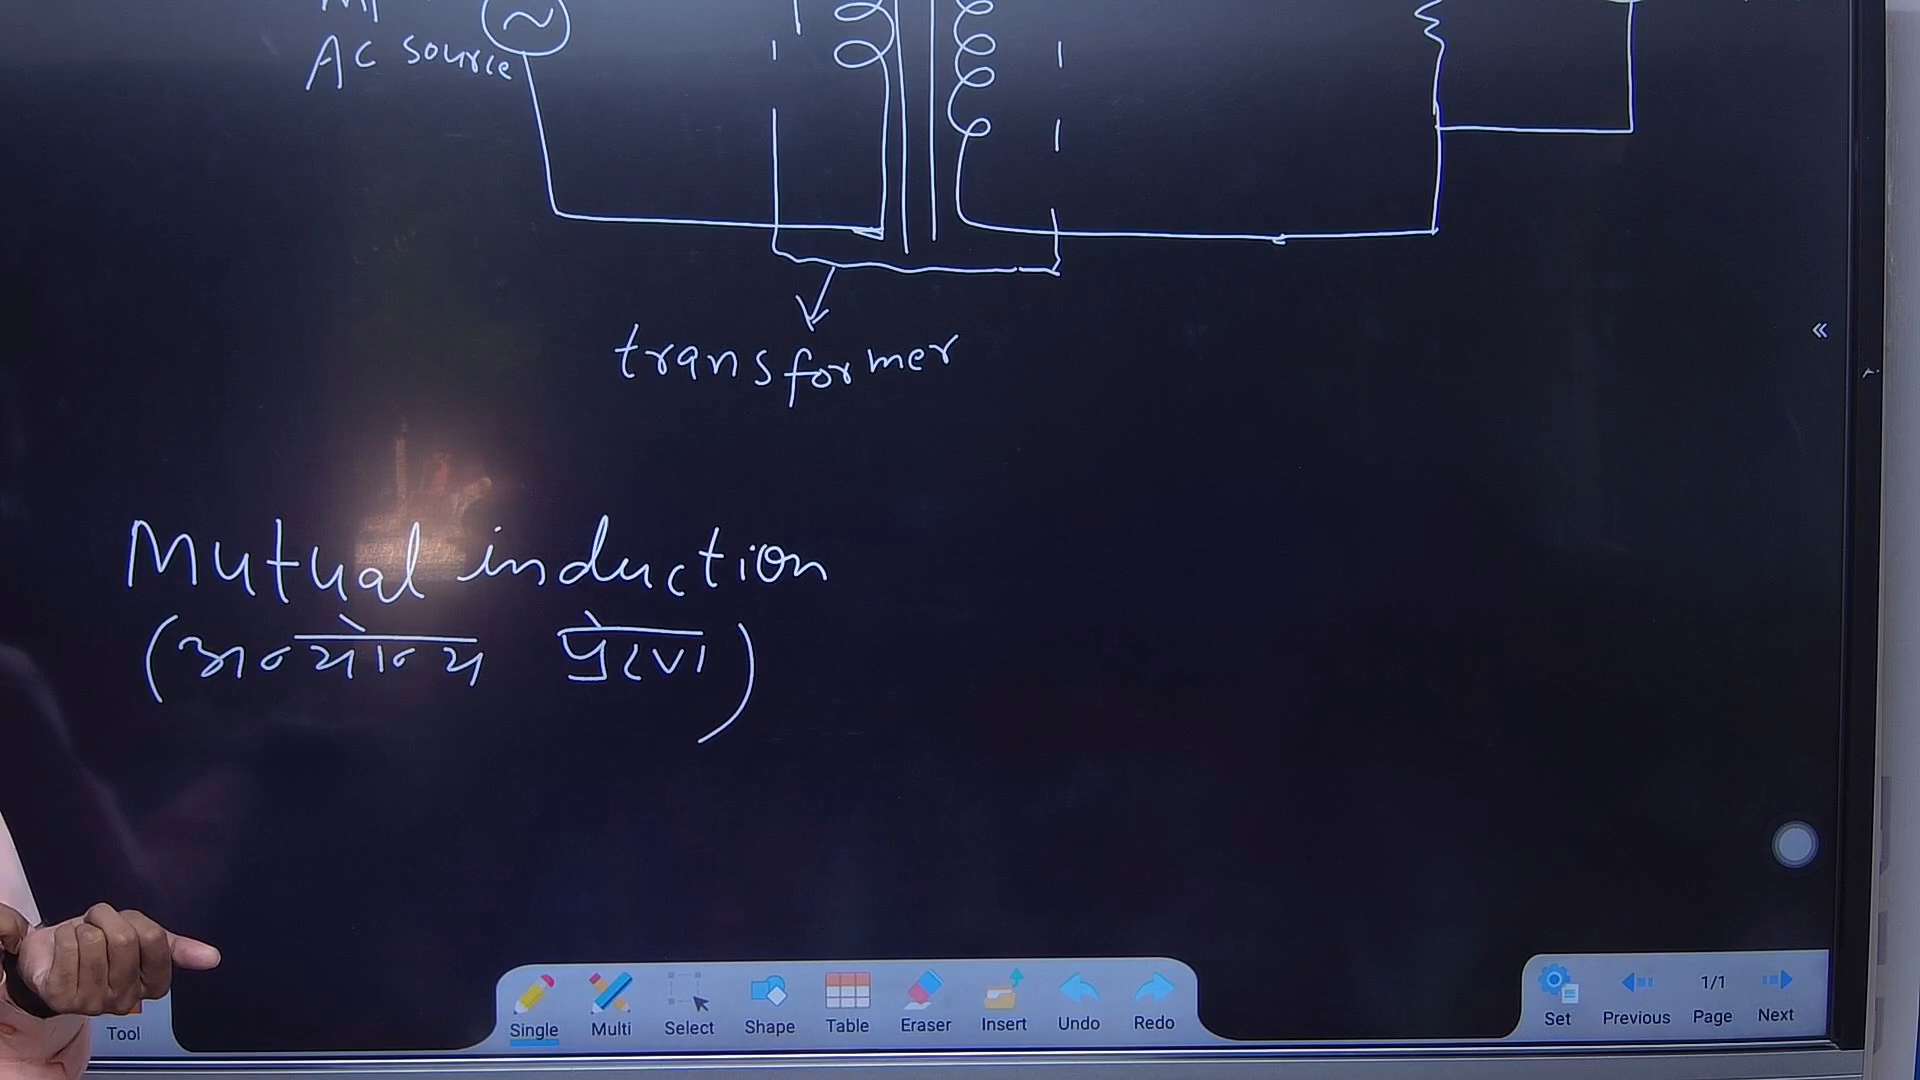 AC source
transformer
Mutual induction
(अन्योन्य प्रेरण)
Tool
Single Multi Select Shape Table Eraser Insert Undo Redo
Set Previous Page Next
1/1